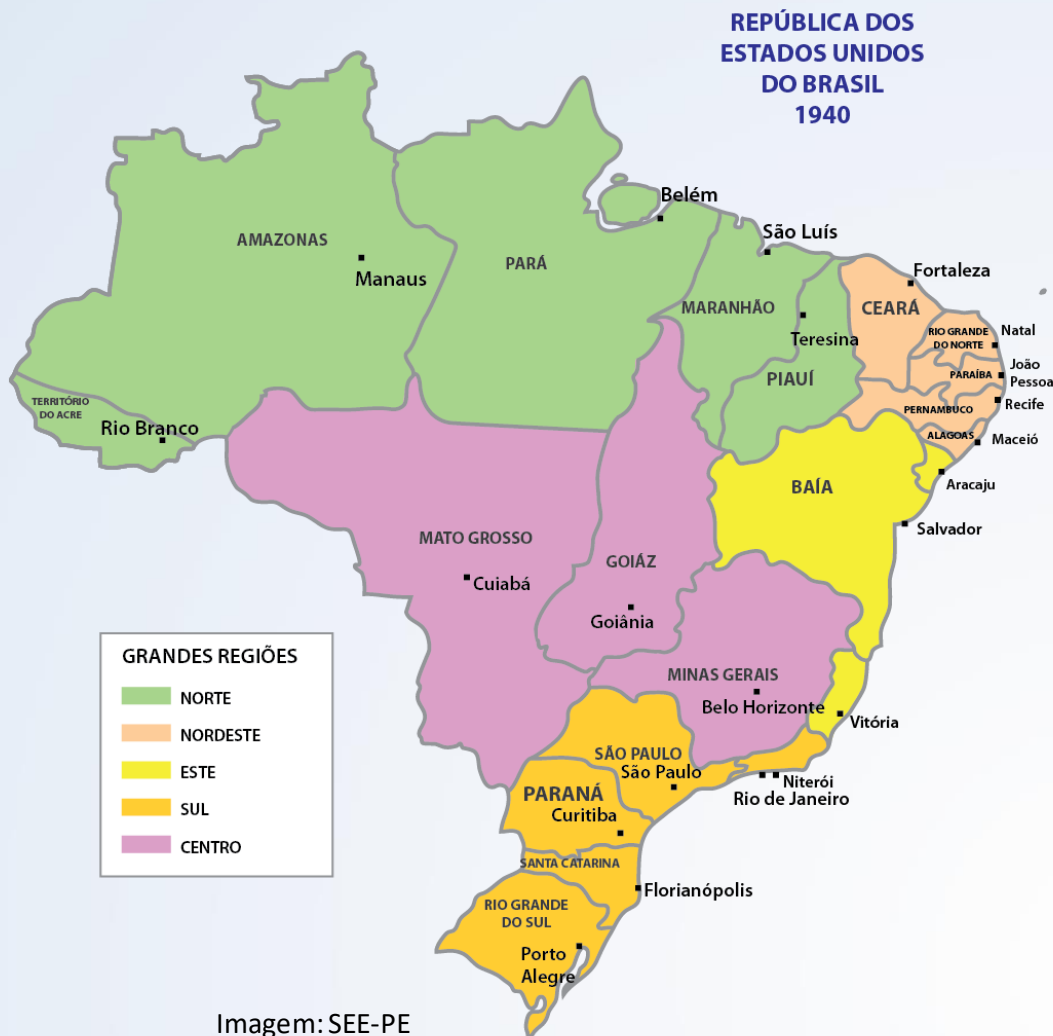 REPÚBLICA DOS
ESTADOS UNIDOS
DO BRASIL
1940
Belém
São Luís
AMAZONAS
Manaus
PARÁ
Fortaleza
MARANHÃO
CEARÁ
Teresina
RIO GRANDE
DO NORTE
Natal
PIAUÍ
PARAÍBA
João
Pessoa
TERRITÓRIO
DO ACRE
PERNAMBUCO
Recife
Rio Branco
ALAGOAS
Maceió
BAÍA
Aracaju
Salvador
MATO GROSSO
GOIÁZ
Cuiabá
Goiânia
GRANDES REGIÕES
NORTE
NORDESTE
ESTE
SUL
CENTRO
MINAS GERAIS
Belo Horizonte
Vitória
SÃO PAULO
São Paulo
Niterói
Rio de Janeiro
PARANÁ
Curitiba
SANTA CATARINA
Florianópolis
RIO GRANDE
DO SUL
Porto
Alegre
Imagem: SEE-PE